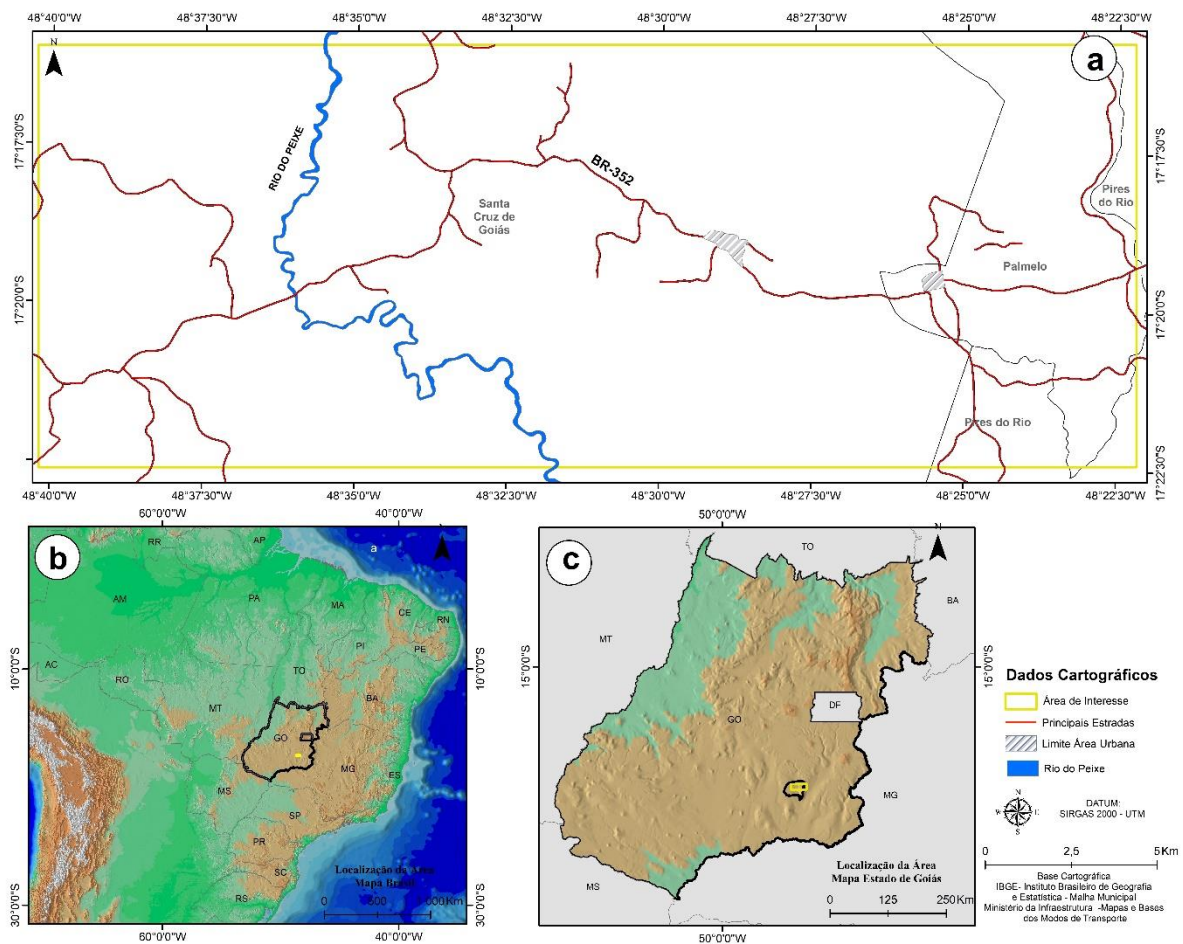 48°40'0"W 48°37'30"W 48°35'0"W 48°32'30"W 48°30'0"W 48°27'30"W 48°25'0"W 48°22'30"W
N
a
17°17'30"S
17°17'30"S
RIO DO PEIXE
BR-352
Santa
Cruz de
Goiás
Pires
do Rio
Palmelo
17°20'0"S
17°20'0"S
Pires do Rio
17°22'30"S
48°40'0"W 48°37'30"W 48°35'0"W 48°32'30"W 48°30'0"W 48°27'30"W 48°25'0"W 48°22'30"W
60°0'0"W 40°0'0"W
b
a
RR
AP
AM
PA
MA
CE
RN
PI
PE
AC
RO
TO
10°0'0"S
10°0'0"S
MT
BA
GO
MG
ES
MS
SP
PR
SC
RS
Localização da Área
Mapa Brasil
0 500 1 000 Km
30°0'0"S
30°0'0"S
60°0'0"W 40°0'0"W
50°0'0"W
c
N
TO
BA
MT
15°0'0"S
15°0'0"S
DF
GO
MG
MS
Localização da Área
Mapa Estado de Goiás
0 125 250 Km
50°0'0"W
Dados Cartográficos
Área de Interesse
Principais Estradas
Limite Área Urbana
Rio do Peixe
N
W E
S
DATUM:
SIRGAS 2000 - UTM
0 2,5 5 Km
Base Cartográfica
IBGE- Instituto Brasileiro de Geografia
e Estatística - Malha Municipal
Ministério da Infraestrutura -Mapas e Bases
dos Modos de Transporte